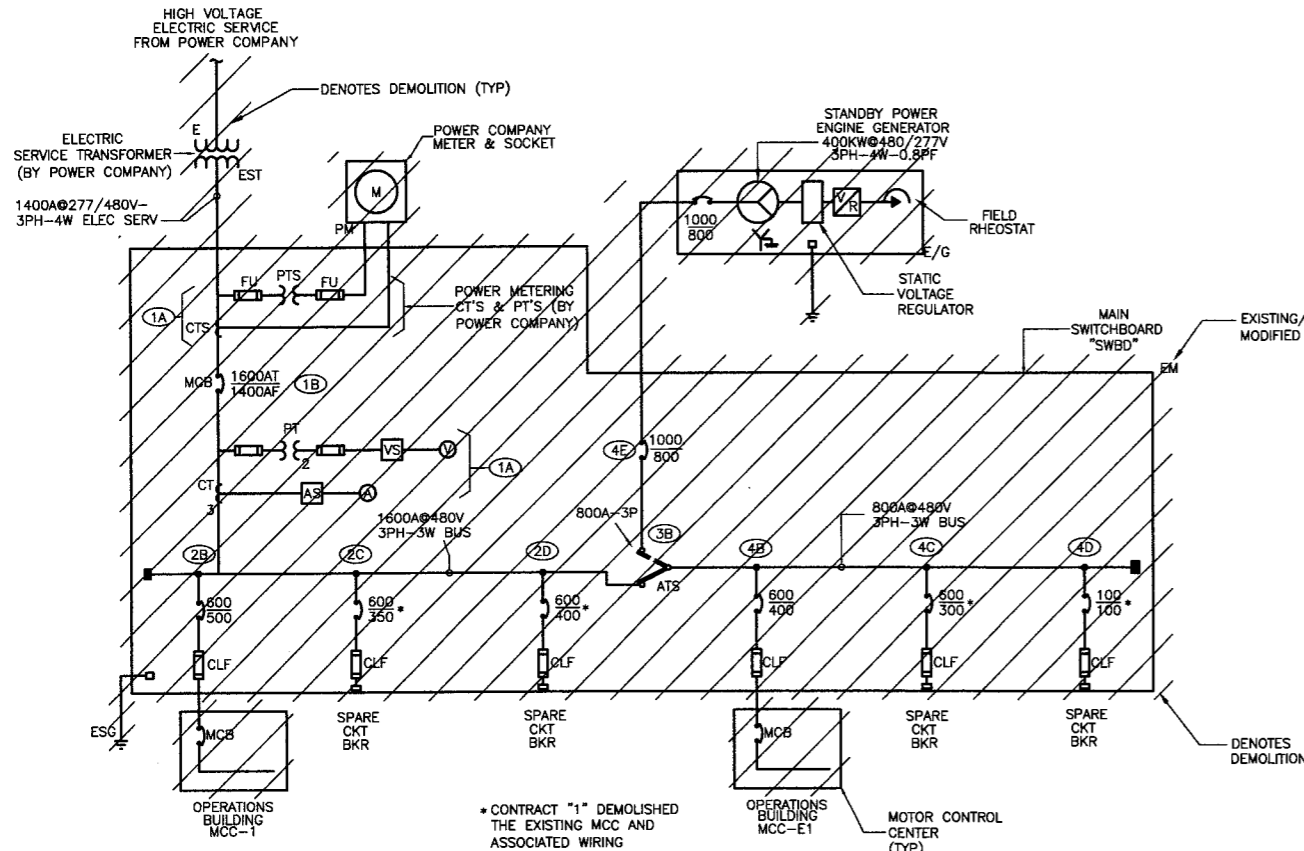 HIGH VOLTAGE
ELECTRIC SERVICE
FROM POWER COMPANY
DENOTES DEMOLITION (TYP)
E
ELECTRIC
SERVICE TRANSFORMER
(BY POWER COMPANY)
EST
POWER COMPANY
METER & SOCKET
M
PM
1400A@277/480V-
3PH-4W ELEC SERV
STANDBY POWER
ENGINE GENERATOR
400KW@480/277V
3PH-4W-0.8PF
1000
800
V
R
FIELD
RHEOSTAT
E/G
STATIC
VOLTAGE
REGULATOR
FU
PTS
FU
1A
CTS
POWER METERING
CT'S & PT'S (BY
POWER COMPANY)
MAIN
SWITCHBOARD
"SWBD"
EXISTING/
MODIFIED
EM
MCB
1600AT
1400AF
1B
PT
2
VS
V
1A
CT
3
AS
A
4E
1000
800
1600A@480V
3PH-3W BUS
800A-3P
3B
ATS
800A@480V
3PH-3W BUS
2B
2C
2D
4B
4C
4D
600
500
600
350*
600
400*
600
400
600
300*
100
100*
CLF
CLF
CLF
CLF
CLF
CLF
ESG
MCB
OPERATIONS
BUILDING
MCC-1
SPARE
CKT
BKR
SPARE
CKT
BKR
MCB
OPERATIONS
BUILDING
MCC-E1
SPARE
CKT
BKR
SPARE
CKT
BKR
DENOTES
DEMOLITION
MOTOR CONTROL
CENTER
(TYP)
* CONTRACT "1" DEMOLISHED
THE EXISTING MCC AND
ASSOCIATED WIRING